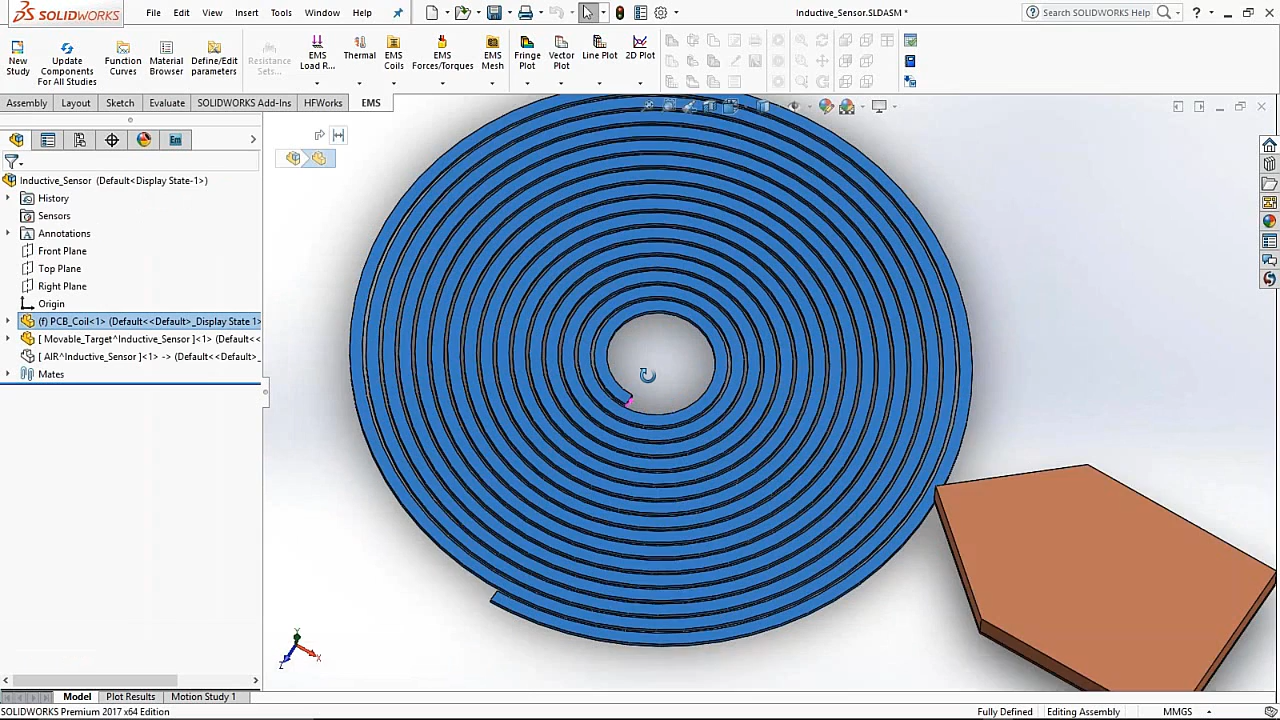 SOLIDWORKS
File Edit View Insert Tools Window Help
Inductive_Sensor.SLDASM *
Search SOLIDWORKS Help
New Study
Update Components For All Studies
Function Curves
Material Browser
Define/Edit parameters
Resistance Sets...
EMS Load R...
Thermal
EMS Coils
EMS Forces/Torques
EMS Mesh
Fringe Plot
Vector Plot
Line Plot
2D Plot
Assembly Layout Sketch Evaluate SOLIDWORKS Add-Ins HFWorks EMS
Inductive_Sensor (Default<Display State-1>)
History
Sensors
Annotations
Front Plane
Top Plane
Right Plane
Origin
(f) PCB_Coil<1> (Default<<Default>_Display State 1>
[ Movable_Target^Inductive_Sensor ]<1> (Default<<
[ AIR^Inductive_Sensor ]<1> -> (Default<<Default>_
Mates
Y
X
Z
Model Plot Results Motion Study 1
SOLIDWORKS Premium 2017 x64 Edition
Fully Defined Editing Assembly MMGS